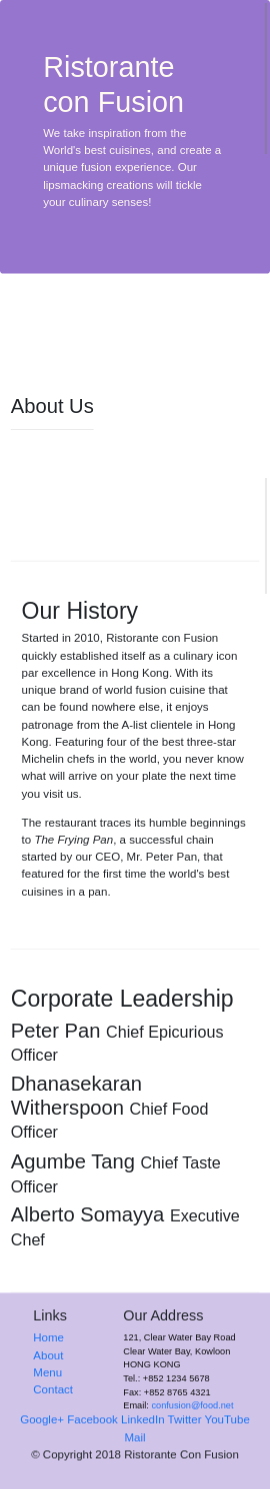 Ristorante
con Fusion
We take inspiration from the
World's best cuisines, and create a
unique fusion experience. Our
lipsmacking creations will tickle
your culinary senses!
About Us
Our History
Started in 2010, Ristorante con Fusion
quickly established itself as a culinary icon
par excellence in Hong Kong. With its
unique brand of world fusion cuisine that
can be found nowhere else, it enjoys
patronage from the A-list clientele in Hong
Kong. Featuring four of the best three-star
Michelin chefs in the world, you never know
what will arrive on your plate the next time
you visit us.
The restaurant traces its humble beginnings
to The Frying Pan, a successful chain
started by our CEO, Mr. Peter Pan, that
featured for the first time the world's best
cuisines in a pan.
Corporate Leadership
Peter Pan Chief Epicurious
Officer
Dhanasekaran
Witherspoon Chief Food
Officer
Agumbe Tang Chief Taste
Officer
Alberto Somayya Executive
Chef
Links
Home
About
Menu
Contact
Our Address
121, Clear Water Bay Road
Clear Water Bay, Kowloon
HONG KONG
Tel.: +852 1234 5678
Fax: +852 8765 4321
Email: confusion@food.net
Google+ Facebook LinkedIn Twitter YouTube
Mail
© Copyright 2018 Ristorante Con Fusion